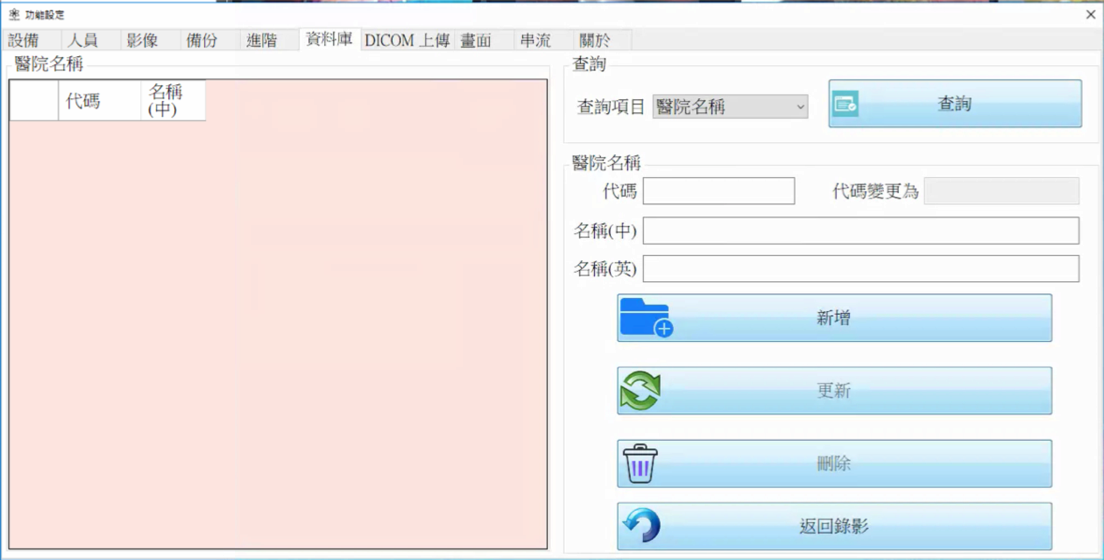 功能設定
設備 人員 影像 備份 進階 資料庫 DICOM 上傳 畫面 串流 關於
醫院名稱
代碼 名稱
(中)
查詢
查詢項目 醫院名稱 查詢
醫院名稱
代碼 代碼變更為
名稱(中)
名稱(英)
新增
更新
刪除
返回錄影